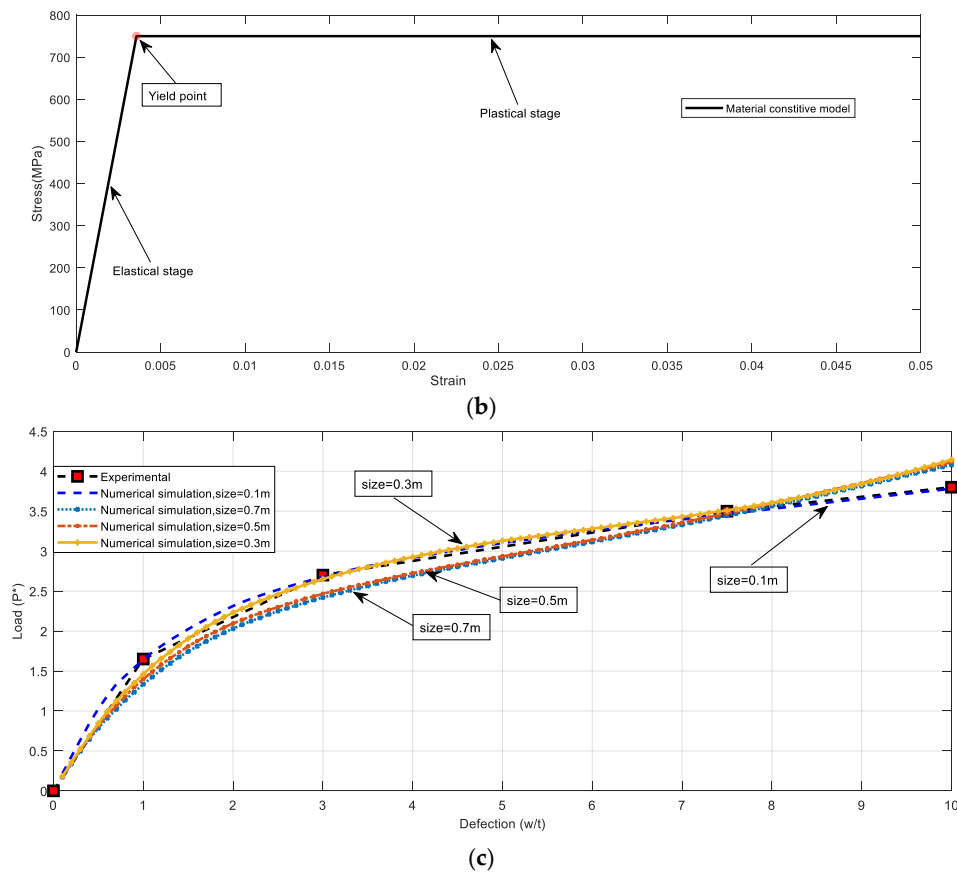 800
700
600
500
400
300
200
100
0
Stress(MPa)
Yield point
Plastical stage
Material constitive model
Elastical stage
0 0.005 0.01 0.015 0.02 0.025 0.03 0.035 0.04 0.045 0.05
Strain
(b)
4.5
4
3.5
3
2.5
2
1.5
1
0.5
0
Load (P*)
Experimental
Numerical simulation,size=0.1m
Numerical simulation,size=0.7m
Numerical simulation,size=0.5m
Numerical simulation,size=0.3m
size=0.3m
size=0.1m
size=0.5m
size=0.7m
0 1 2 3 4 5 6 7 8 9 10
Defection (w/t)
(c)